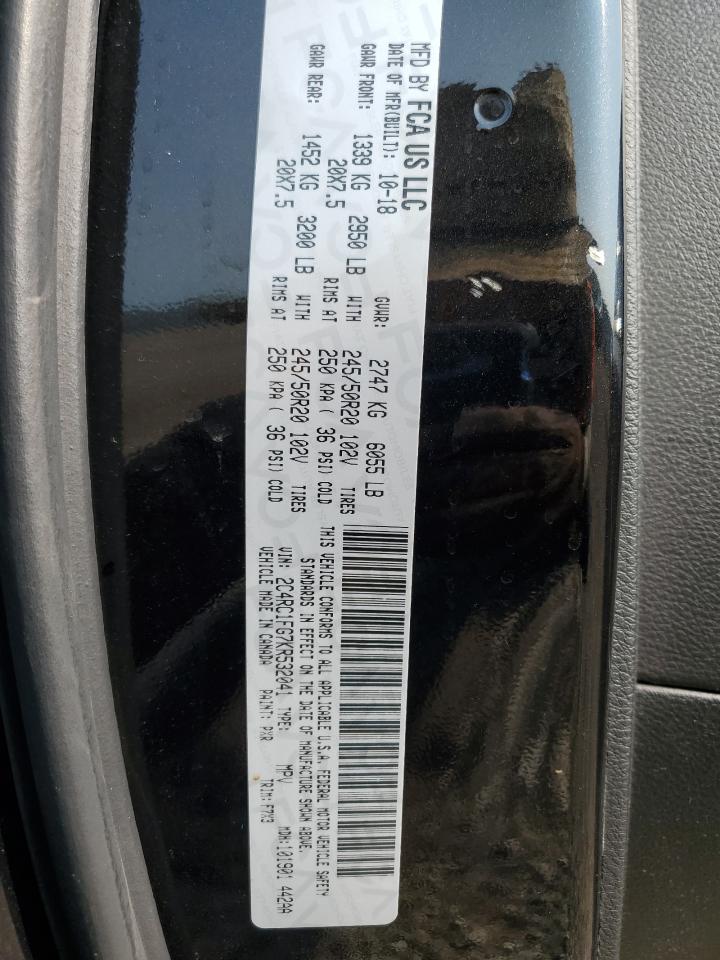 MFD BY FCA US LLC
DATE OF MFR(BUILT): 10-18 GVWR: 2747 KG 6055 LB
GAWR FRONT: 1339 KG 2950 LB WITH 245/50R20 102V TIRES
20X7.5 RIMS AT 250 KPA ( 36 PSI) COLD
GAWR REAR: 1452 KG 3200 LB WITH 245/50R20 102V TIRES
20X7.5 RIMS AT 250 KPA ( 36 PSI) COLD
THIS VEHICLE CONFORMS TO ALL APPLICABLE U.S.A. FEDERAL MOTOR VEHICLE SAFETY
STANDARDS IN EFFECT ON THE DATE OF MANUFACTURE SHOWN ABOVE.
VIN: 2C4RC1FG7KR532041 TYPE: MPV MDH:101901 442AA
VEHICLE MADE IN CANADA PAINT: PXR TRIM:F7X3